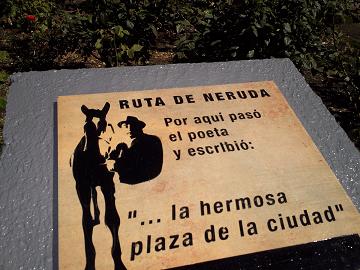 RUTA DE NERUDA
Por aquí pasó
el poeta
y escribió:
"... la hermosa
plaza de la ciudad"